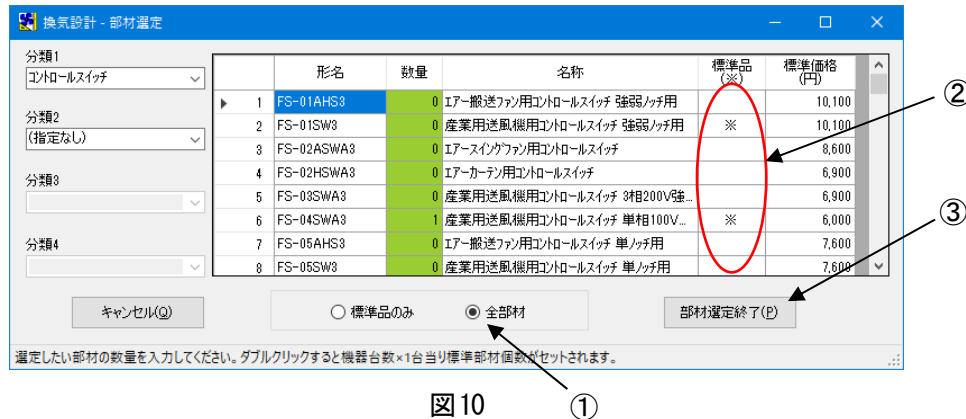 換気設計 - 部材選定
分類1
コントロールスイッチ
分類2
(指定なし)
分類3
分類4
形名 数量 名称 標準品(※) 標準価格(円)
1 FS-01AHS3 0 エアー搬送ファン用コントロールスイッチ 強弱ノッチ用 10,100
2 FS-01SW3 0 産業用送風機用コントロールスイッチ 強弱ノッチ用 ※ 10,100
3 FS-02ASWA3 0 エアースイングファン用コントロールスイッチ 8,600
4 FS-02HSWA3 0 エアーカーテン用コントロールスイッチ 6,900
5 FS-03SWA3 0 産業用送風機用コントロールスイッチ 3相200V強... 6,900
6 FS-04SWA3 1 産業用送風機用コントロールスイッチ 単相100V... ※ 6,000
7 FS-05AHS3 0 エアー搬送ファン用コントロールスイッチ 単ノッチ用 7,600
8 FS-05SW3 0 産業用送風機用コントロールスイッチ 単ノッチ用 7,600
②
③
キャンセル(Q) 標準品のみ 全部材 部材選定終了(P)
選定したい部材の数量を入力してください。ダブルクリックすると機器台数×1台当り標準部材個数がセットされます。
図10 ①